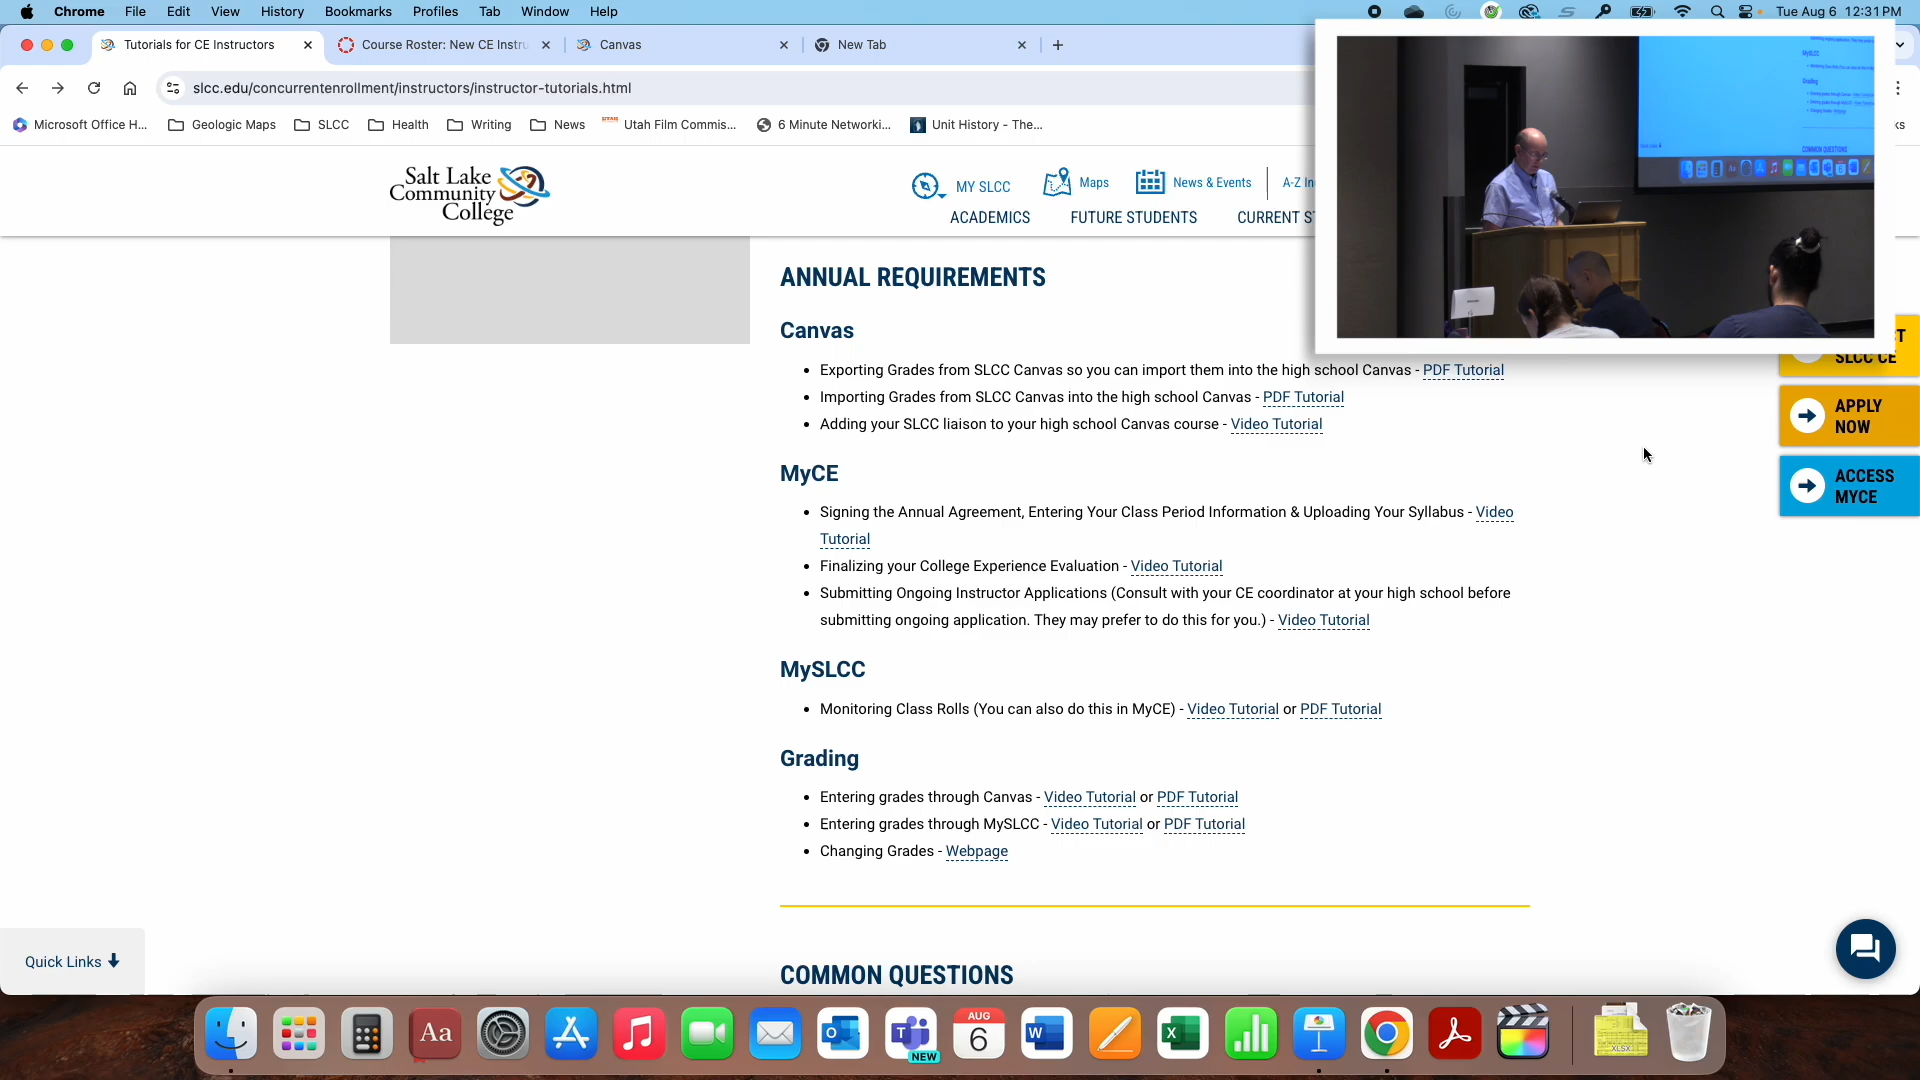 Chrome File Edit View History Bookmarks Profiles Tab Window Help
Tue Aug 6 12:31 PM
Tutorials for CE Instructors
Course Roster: New CE Instru
Canvas
New Tab
slcc.edu/concurrentenrollment/instructors/instructor-tutorials.html
Microsoft Office H...
Geologic Maps
SLCC
Health
Writing
News
Utah Film Commis...
6 Minute Networki...
Unit History - The...
ks
Salt Lake
Community
College
MY SLCC
Maps
News & Events
A-Z In
ACADEMICS
FUTURE STUDENTS
CURRENT ST
MySLCC
Grading
COMMON QUESTIONS
ANNUAL REQUIREMENTS
Canvas
Exporting Grades from SLCC Canvas so you can import them into the high school Canvas - PDF Tutorial
Importing Grades from SLCC Canvas into the high school Canvas - PDF Tutorial
Adding your SLCC liaison to your high school Canvas course - Video Tutorial
MyCE
Signing the Annual Agreement, Entering Your Class Period Information & Uploading Your Syllabus - Video
Tutorial
Finalizing your College Experience Evaluation - Video Tutorial
Submitting Ongoing Instructor Applications (Consult with your CE coordinator at your high school before
submitting ongoing application. They may prefer to do this for you.) - Video Tutorial
MySLCC
Monitoring Class Rolls (You can also do this in MyCE) - Video Tutorial or PDF Tutorial
Grading
Entering grades through Canvas - Video Tutorial or PDF Tutorial
Entering grades through MySLCC - Video Tutorial or PDF Tutorial
Changing Grades - Webpage
COMMON QUESTIONS
T
SLCC CE
APPLY
NOW
ACCESS
MYCE
Quick Links
Aa
NEW
AUG
6
XLSX